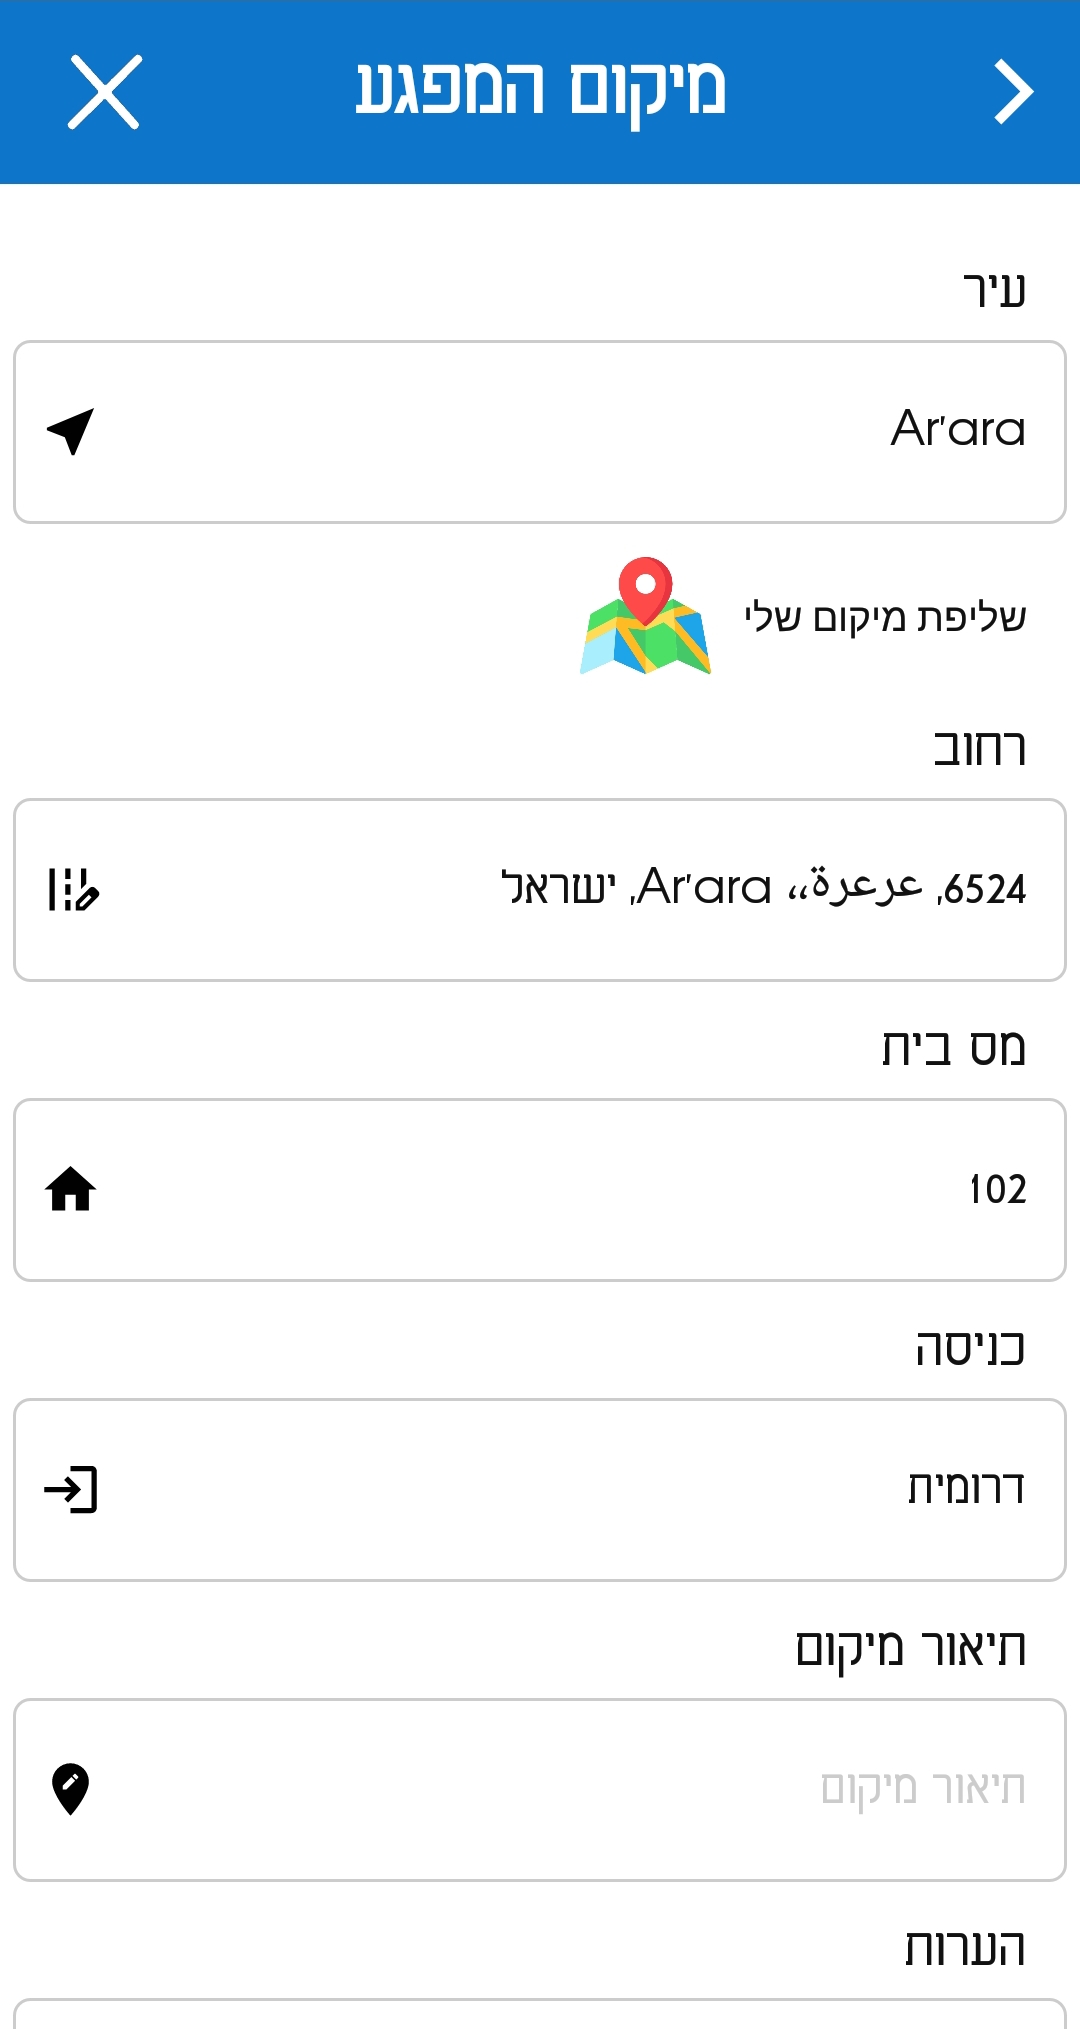 מיקום המפגע
עיר
Ar'ara
שליפת מיקום שלי
רחוב
6524, عرعرة،، Ar'ara, ישראל
מס בית
102
כניסה
דרומית
תיאור מיקום
תיאור מיקום
הערות